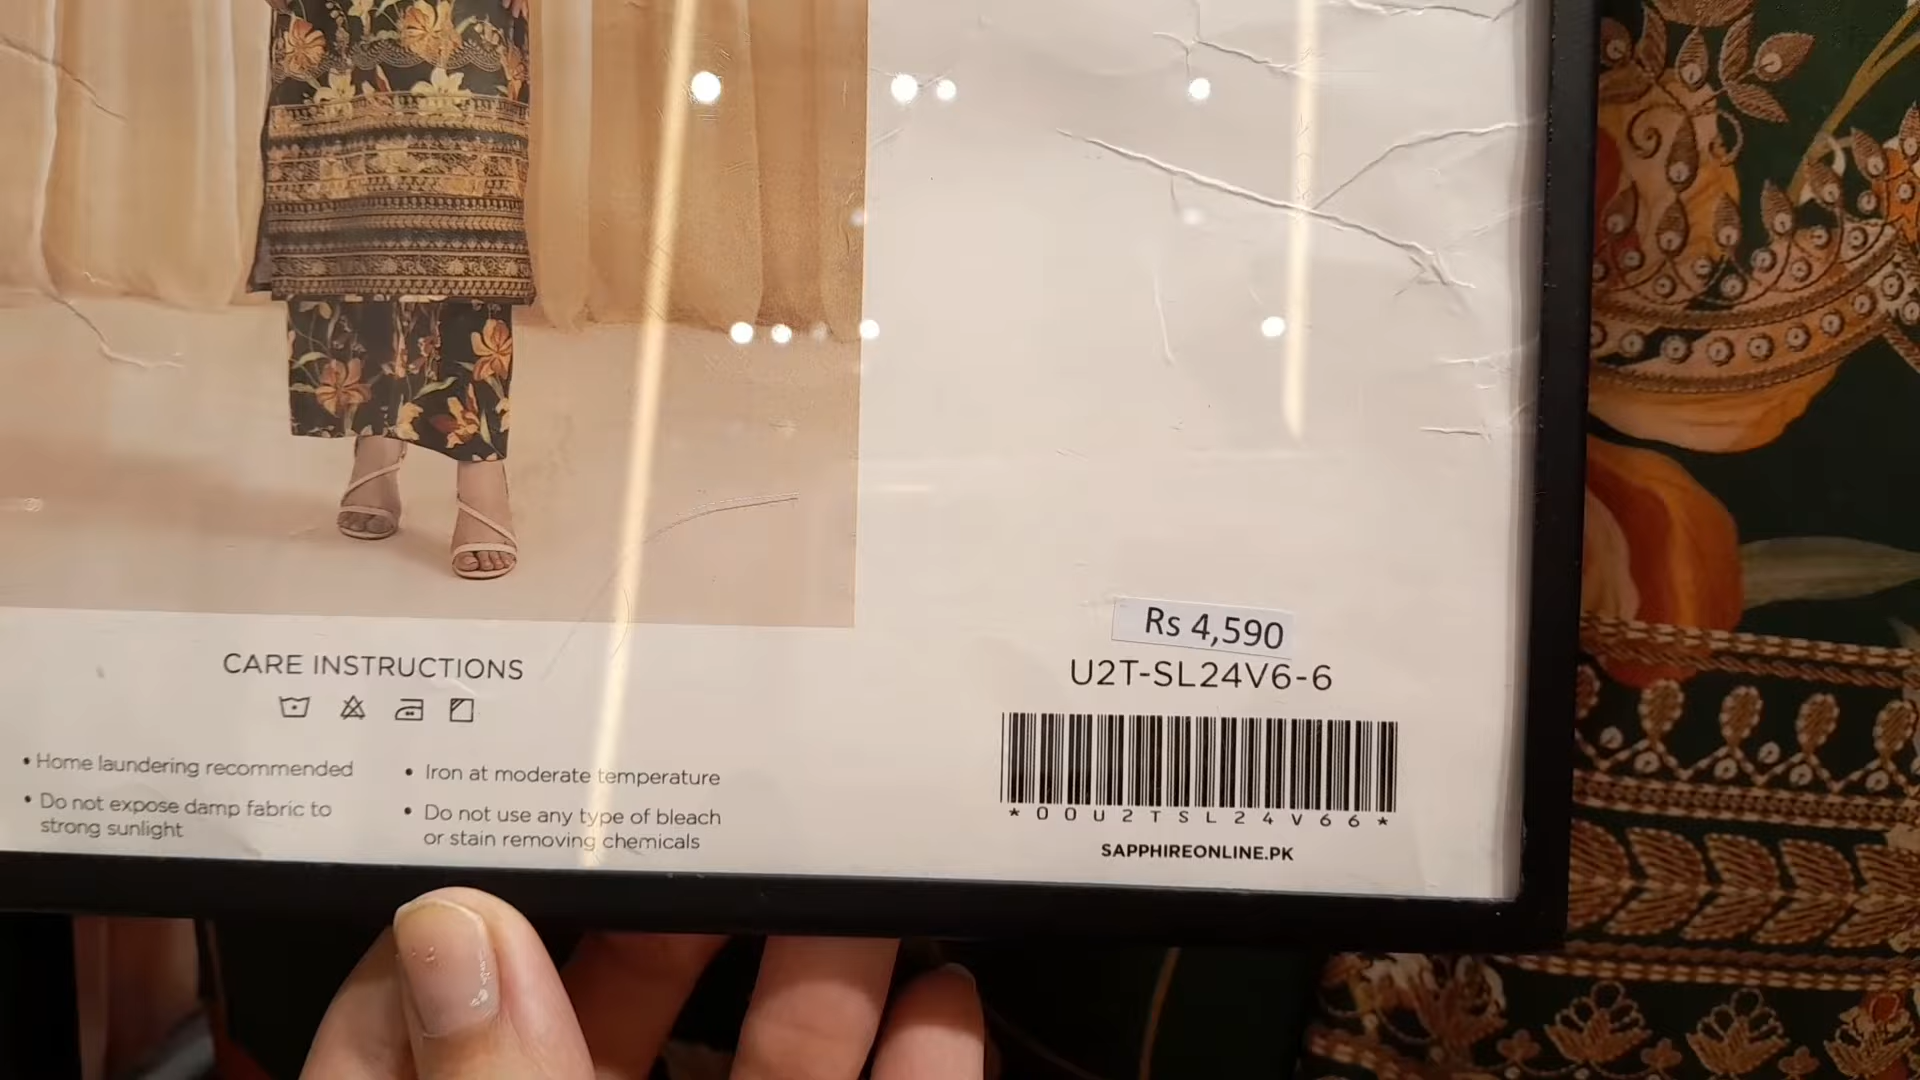 Rs 4,590
U2T-SL24V6-6
*00U2TSL24V66*
SAPPHIREONLINE.PK
CARE INSTRUCTIONS
• Home laundering recommended
• Do not expose damp fabric to
strong sunlight
• Iron at moderate temperature
• Do not use any type of bleach
or stain removing chemicals